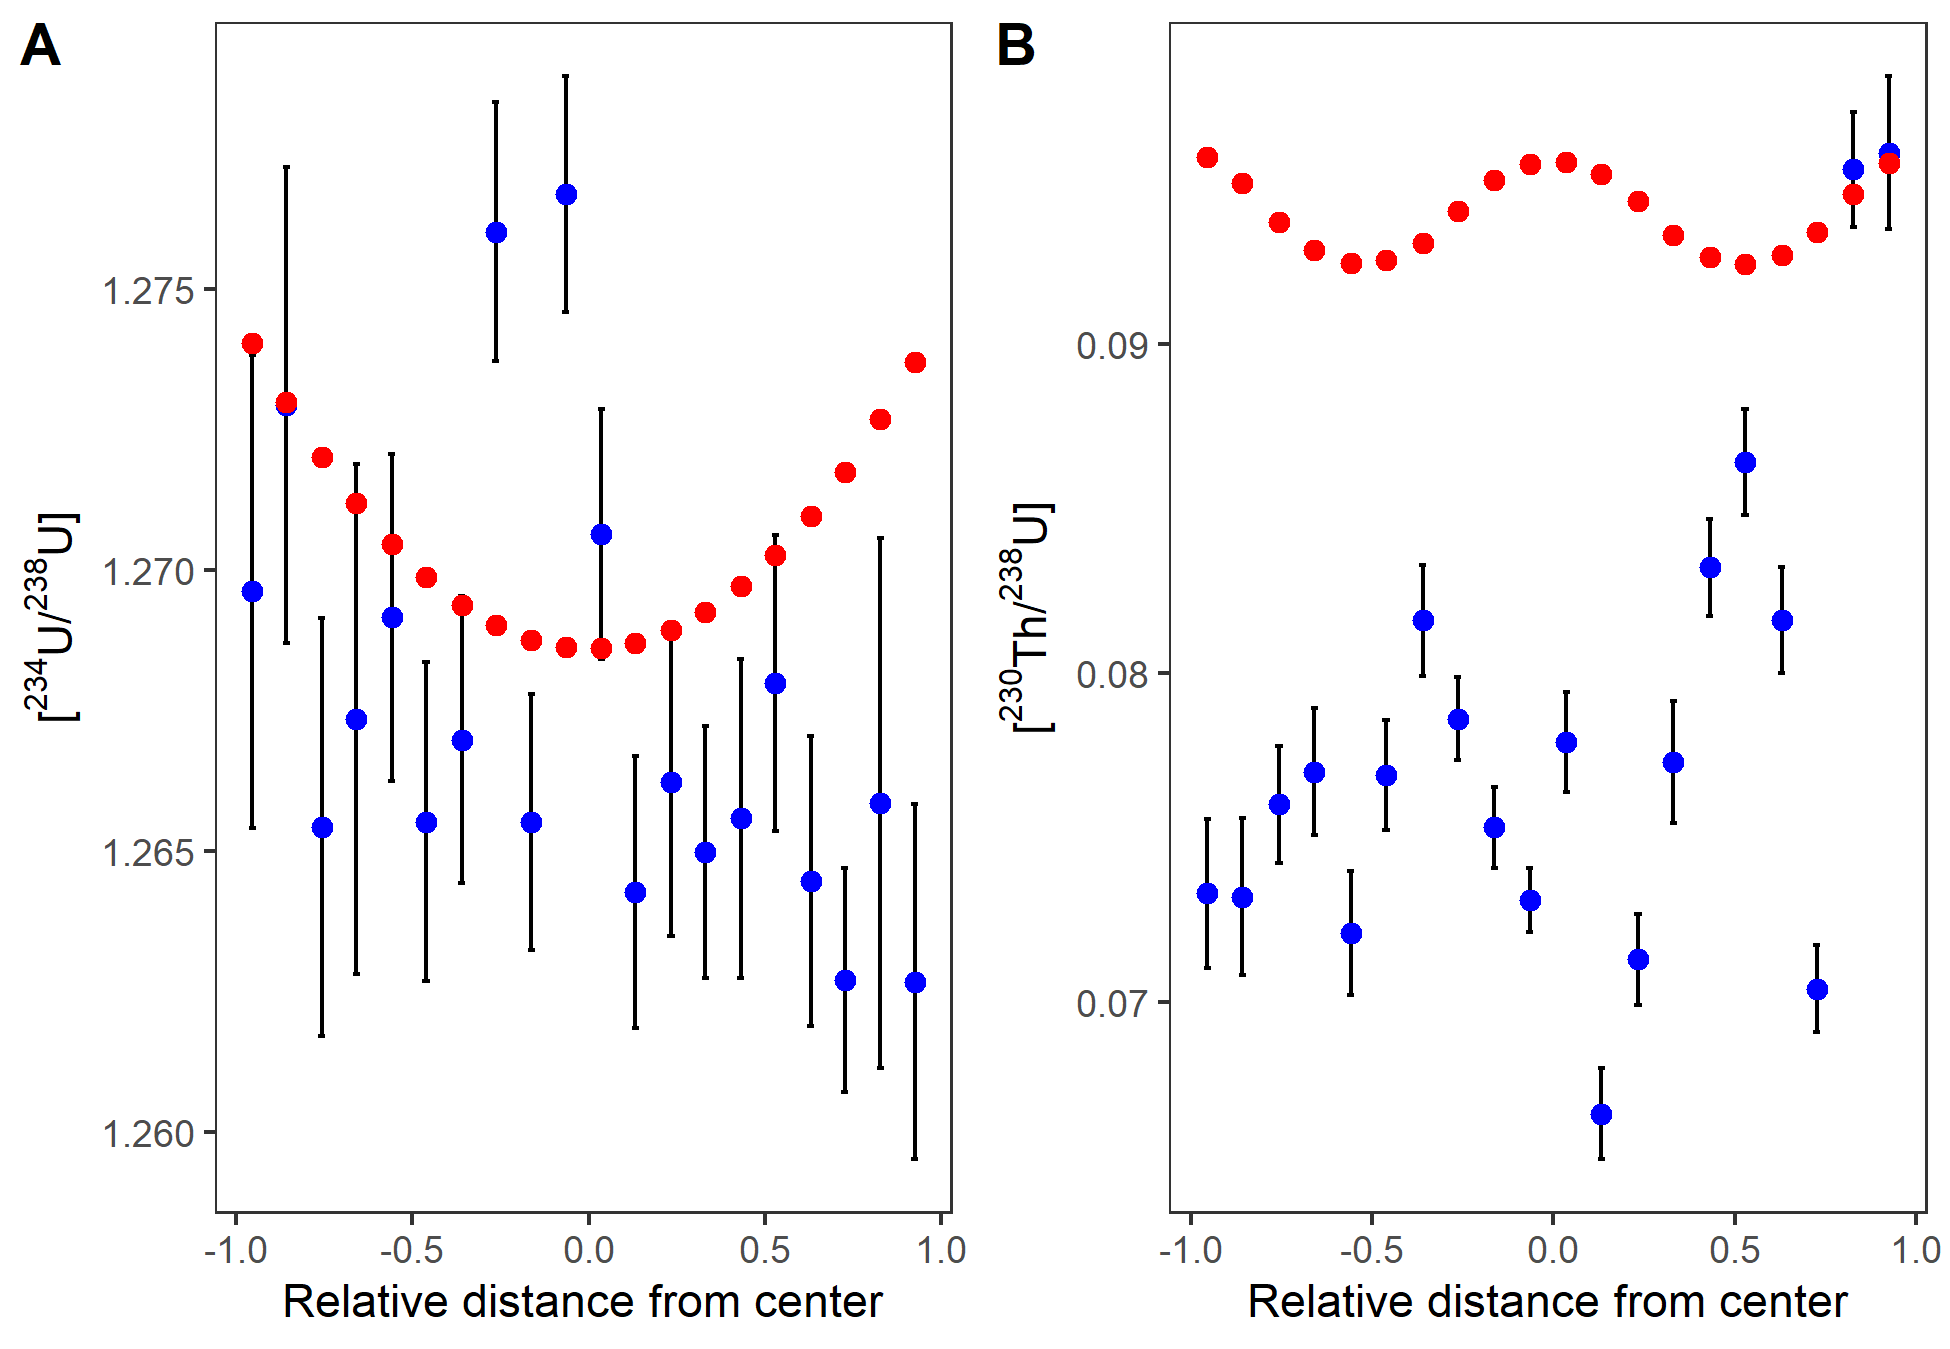 A
B
1.275
1.270
1.265
1.260
[²³⁴U/²³⁸U]
-1.0 -0.5 0.0 0.5 1.0
Relative distance from center
0.09
0.08
0.07
[²³⁰Th/²³⁸U]
-1.0 -0.5 0.0 0.5 1.0
Relative distance from center